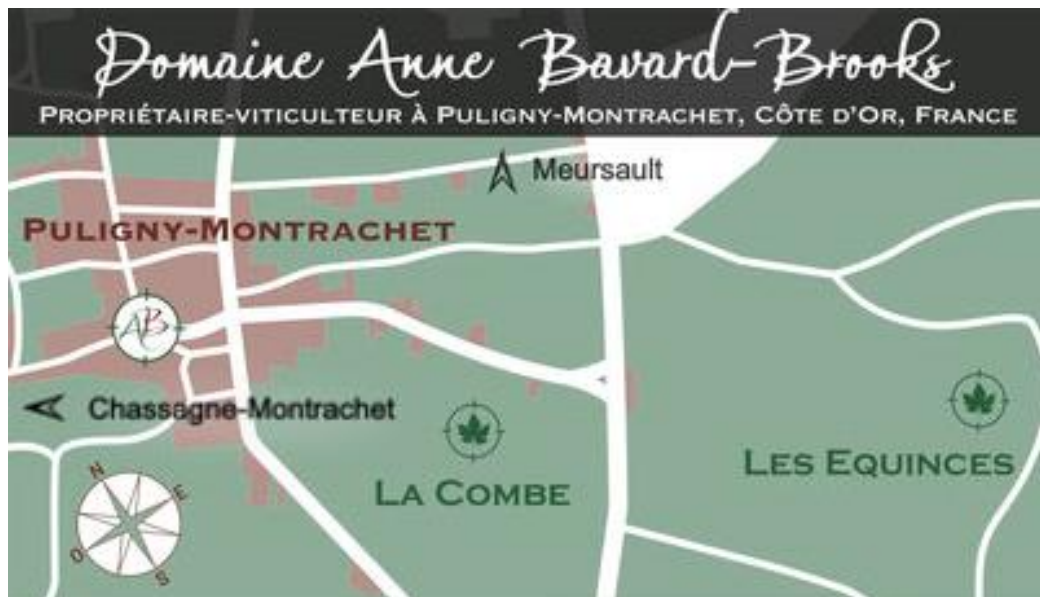 Domaine Anne Bavard-Brooks
PROPRIÉTAIRE-VITICULTEUR À PULIGNY-MONTRACHET, CÔTE D'OR, FRANCE
Meursault
PULIGNY-MONTRACHET
AB
Chassagne-Montrachet
LES EQUINCES
LA COMBE
N
E
O
S